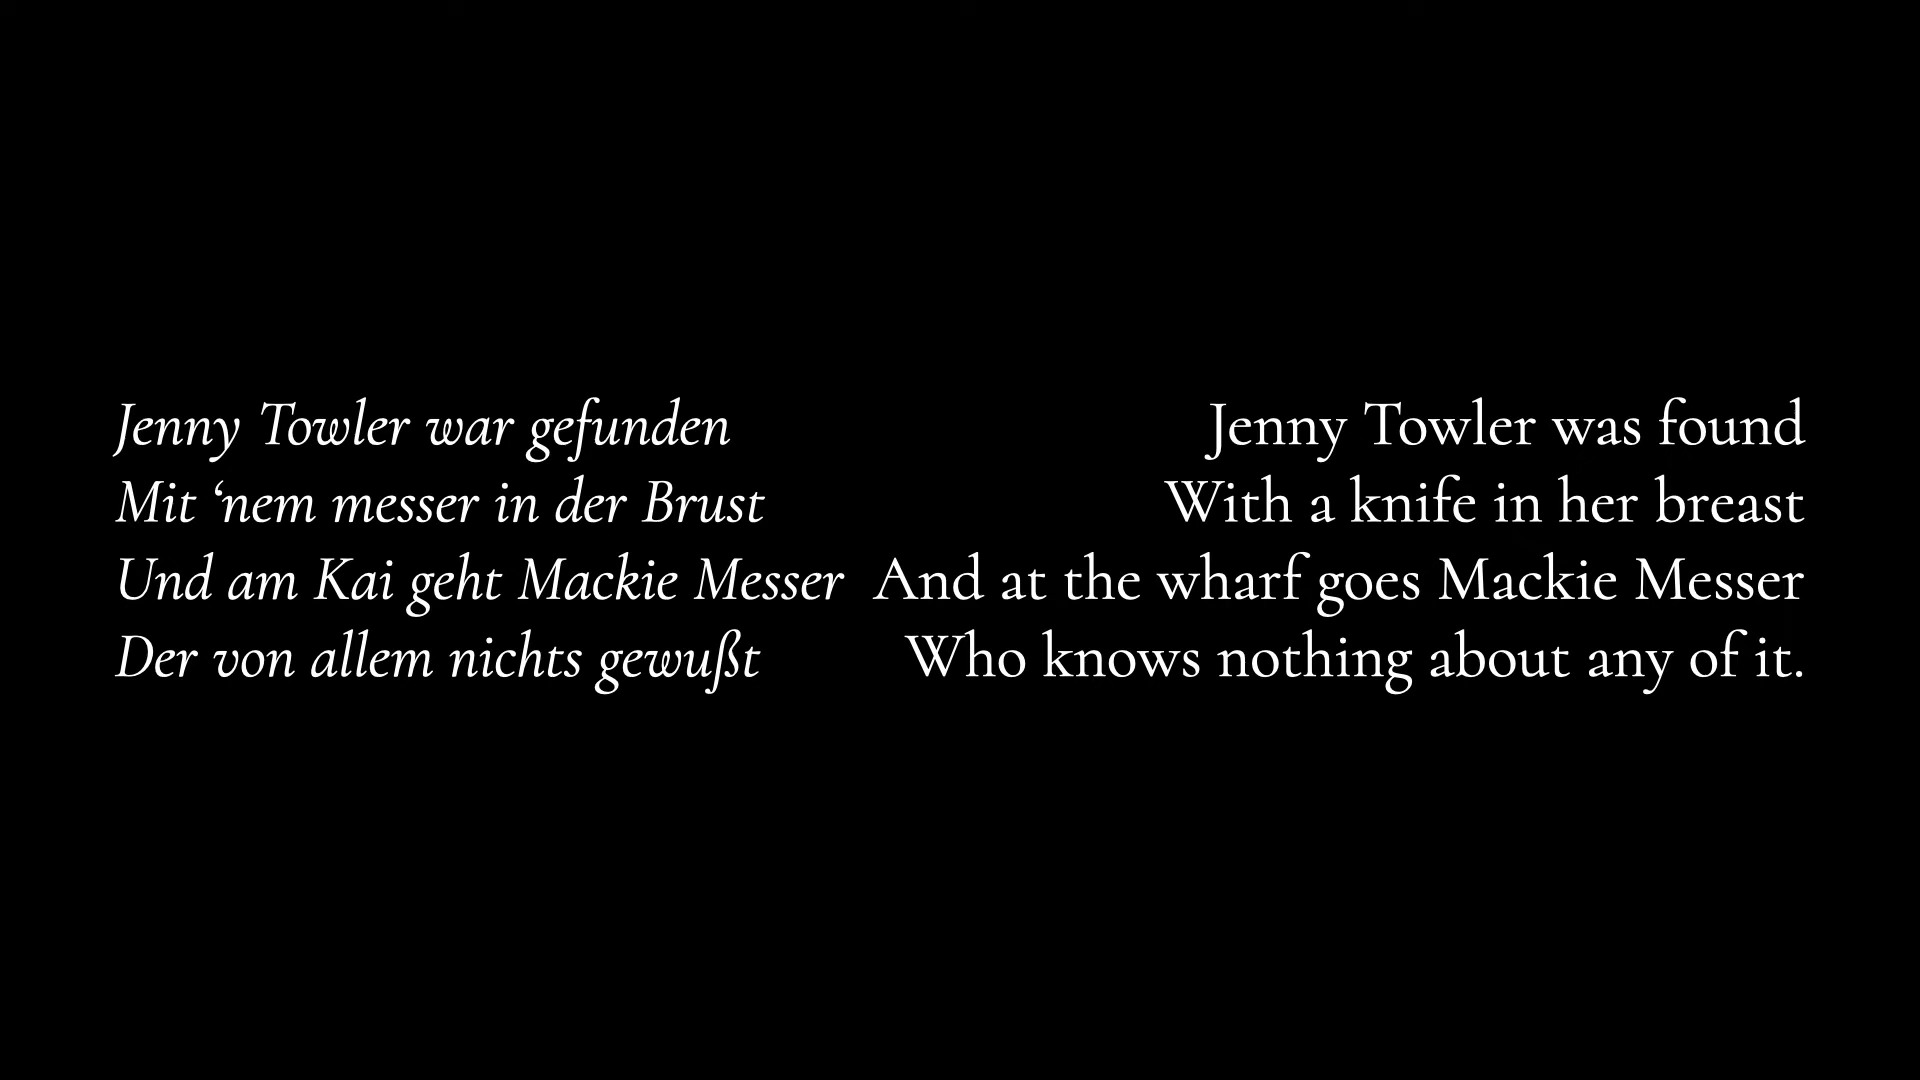 Jenny Towler war gefunden
Mit ‘nem messer in der Brust
Und am Kai geht Mackie Messer
Der von allem nichts gewußt
Jenny Towler was found
With a knife in her breast
And at the wharf goes Mackie Messer
Who knows nothing about any of it.